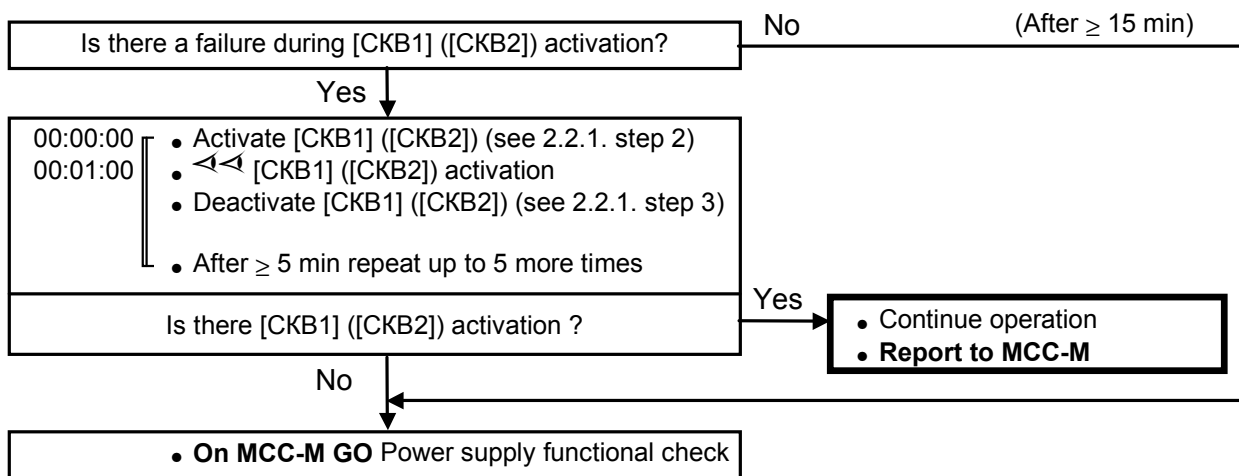 Is there a failure during [СКВ1] ([СКВ2]) activation?
No
(After ≥ 15 min)
Yes
00:00:00 • Activate [СКВ1] ([СКВ2]) (see 2.2.1. step 2)
00:01:00 • [СКВ1] ([СКВ2]) activation
• Deactivate [СКВ1] ([СКВ2]) (see 2.2.1. step 3)
• After ≥ 5 min repeat up to 5 more times
Is there [СКВ1] ([СКВ2]) activation ?
Yes
• Continue operation
• Report to MCC-M
No
• On MCC-M GO Power supply functional check